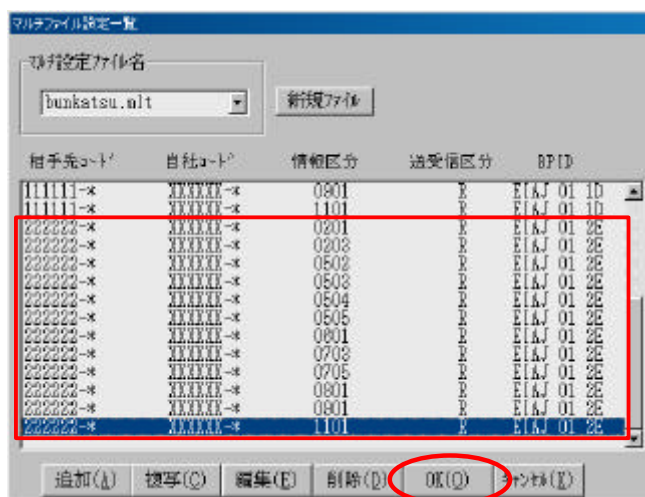 マルチファイル設定一覧
マルチ設定ファイル名
bunkatsu.mlt
新規ファイル
相手先コード 自社コード 情報区分 送受信区分 BPID
111111-* XXXXXX-* 0901 R EIAJ 01 1D
111111-* XXXXXX-* 1101 R EIAJ 01 1D
222222-* XXXXXX-* 0201 R EIAJ 01 2E
222222-* XXXXXX-* 0203 R EIAJ 01 2E
222222-* XXXXXX-* 0502 R EIAJ 01 2E
222222-* XXXXXX-* 0503 R EIAJ 01 2E
222222-* XXXXXX-* 0504 R EIAJ 01 2E
222222-* XXXXXX-* 0505 R EIAJ 01 2E
222222-* XXXXXX-* 0601 R EIAJ 01 2E
222222-* XXXXXX-* 0703 R EIAJ 01 2E
222222-* XXXXXX-* 0705 R EIAJ 01 2E
222222-* XXXXXX-* R EIAJ 01 2E
222222-* XXXXXX-* R EIAJ 01 2E
222222-* XXXXXX-* 1101 R EIAJ 01 2E
追加(A) 複写(C) 編集(E) 削除(D) OK(O) キャンセル(X)